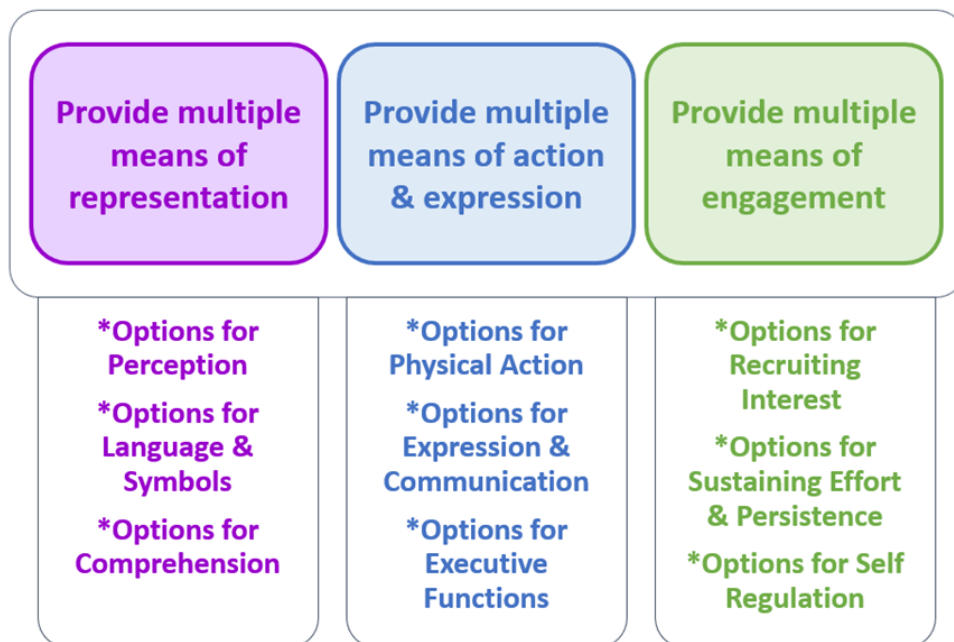 Provide multiple
means of
representation
Provide multiple
means of action
& expression
Provide multiple
means of
engagement
*Options for
Perception
*Options for
Language &
Symbols
*Options for
Comprehension
*Options for
Physical Action
*Options for
Expression &
Communication
*Options for
Executive
Functions
*Options for
Recruiting
Interest
*Options for
Sustaining Effort
& Persistence
*Options for Self
Regulation